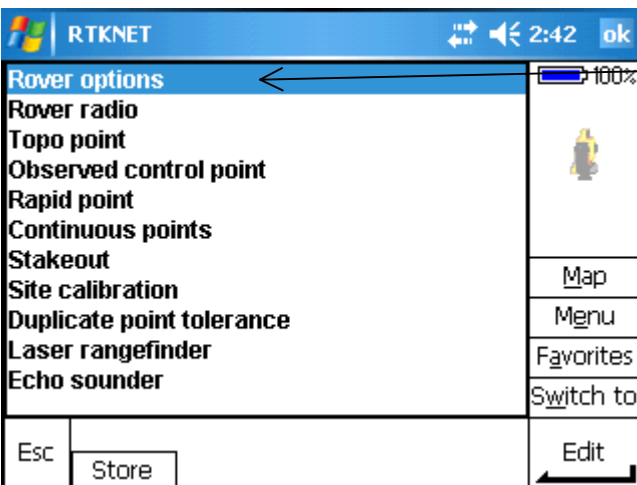 RTKNET 2:42 ok
Rover options
100%
Rover radio
Topo point
Observed control point
Rapid point
Continuous points
Stakeout
Site calibration
Duplicate point tolerance
Laser rangefinder
Echo sounder
Map
Menu
Favorites
Switch to
Esc
Store
Edit